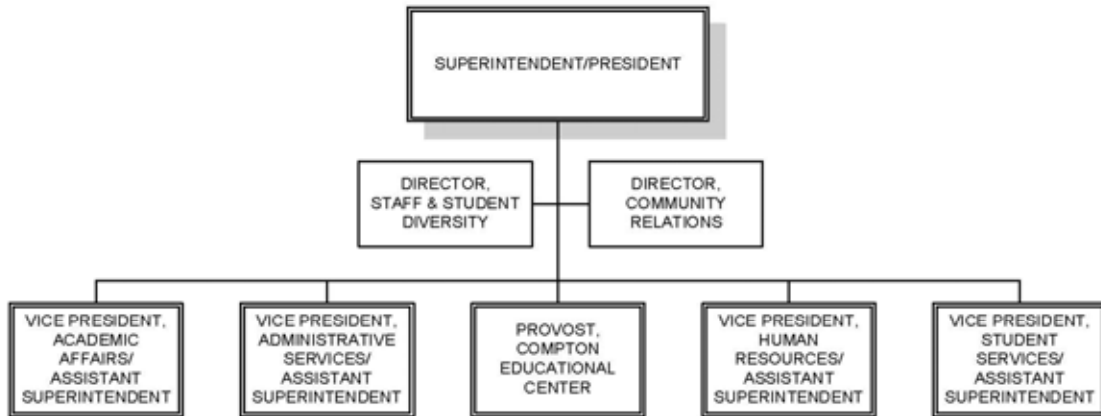 SUPERINTENDENT/PRESIDENT
DIRECTOR,
STAFF & STUDENT
DIVERSITY
DIRECTOR,
COMMUNITY
RELATIONS
VICE PRESIDENT,
ACADEMIC
AFFAIRS/
ASSISTANT
SUPERINTENDENT
VICE PRESIDENT,
ADMINISTRATIVE
SERVICES/
ASSISTANT
SUPERINTENDENT
PROVOST,
COMPTON
EDUCATIONAL
CENTER
VICE PRESIDENT,
HUMAN
RESOURCES/
ASSISTANT
SUPERINTENDENT
VICE PRESIDENT,
STUDENT
SERVICES/
ASSISTANT
SUPERINTENDENT